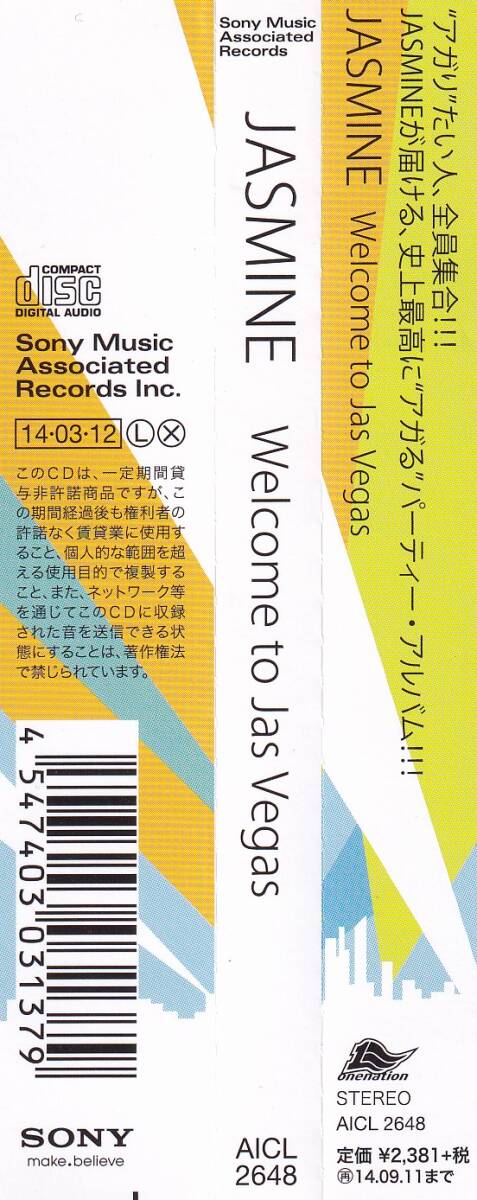 "アガリ"たい人、全員集合!!!
JASMINEが届ける、史上最高に"アガる"パーティー・アルバム!!!
JASMINE Welcome to Jas Vegas
onenation
STEREO
AICL 2648
定価 ¥2,381+税
再14.09.11まで
Sony Music
Associated
Records
JASMINE Welcome to Jas Vegas
AICL
2648
COMPACT
disc
DIGITAL AUDIO
Sony Music
Associated
Records Inc.
14・03・12 L X
このCDは、一定期間貸
与非許諾商品ですが、こ
の期間経過後も権利者の
許諾なく賃貸業に使用す
ること、個人的な範囲を超
える使用目的で複製する
こと、また、ネットワーク等
を通じてこのCDに収録
された音を送信できる状
態にすることは、著作権法
で禁じられています。
4 547403 031379
SONY
make.believe